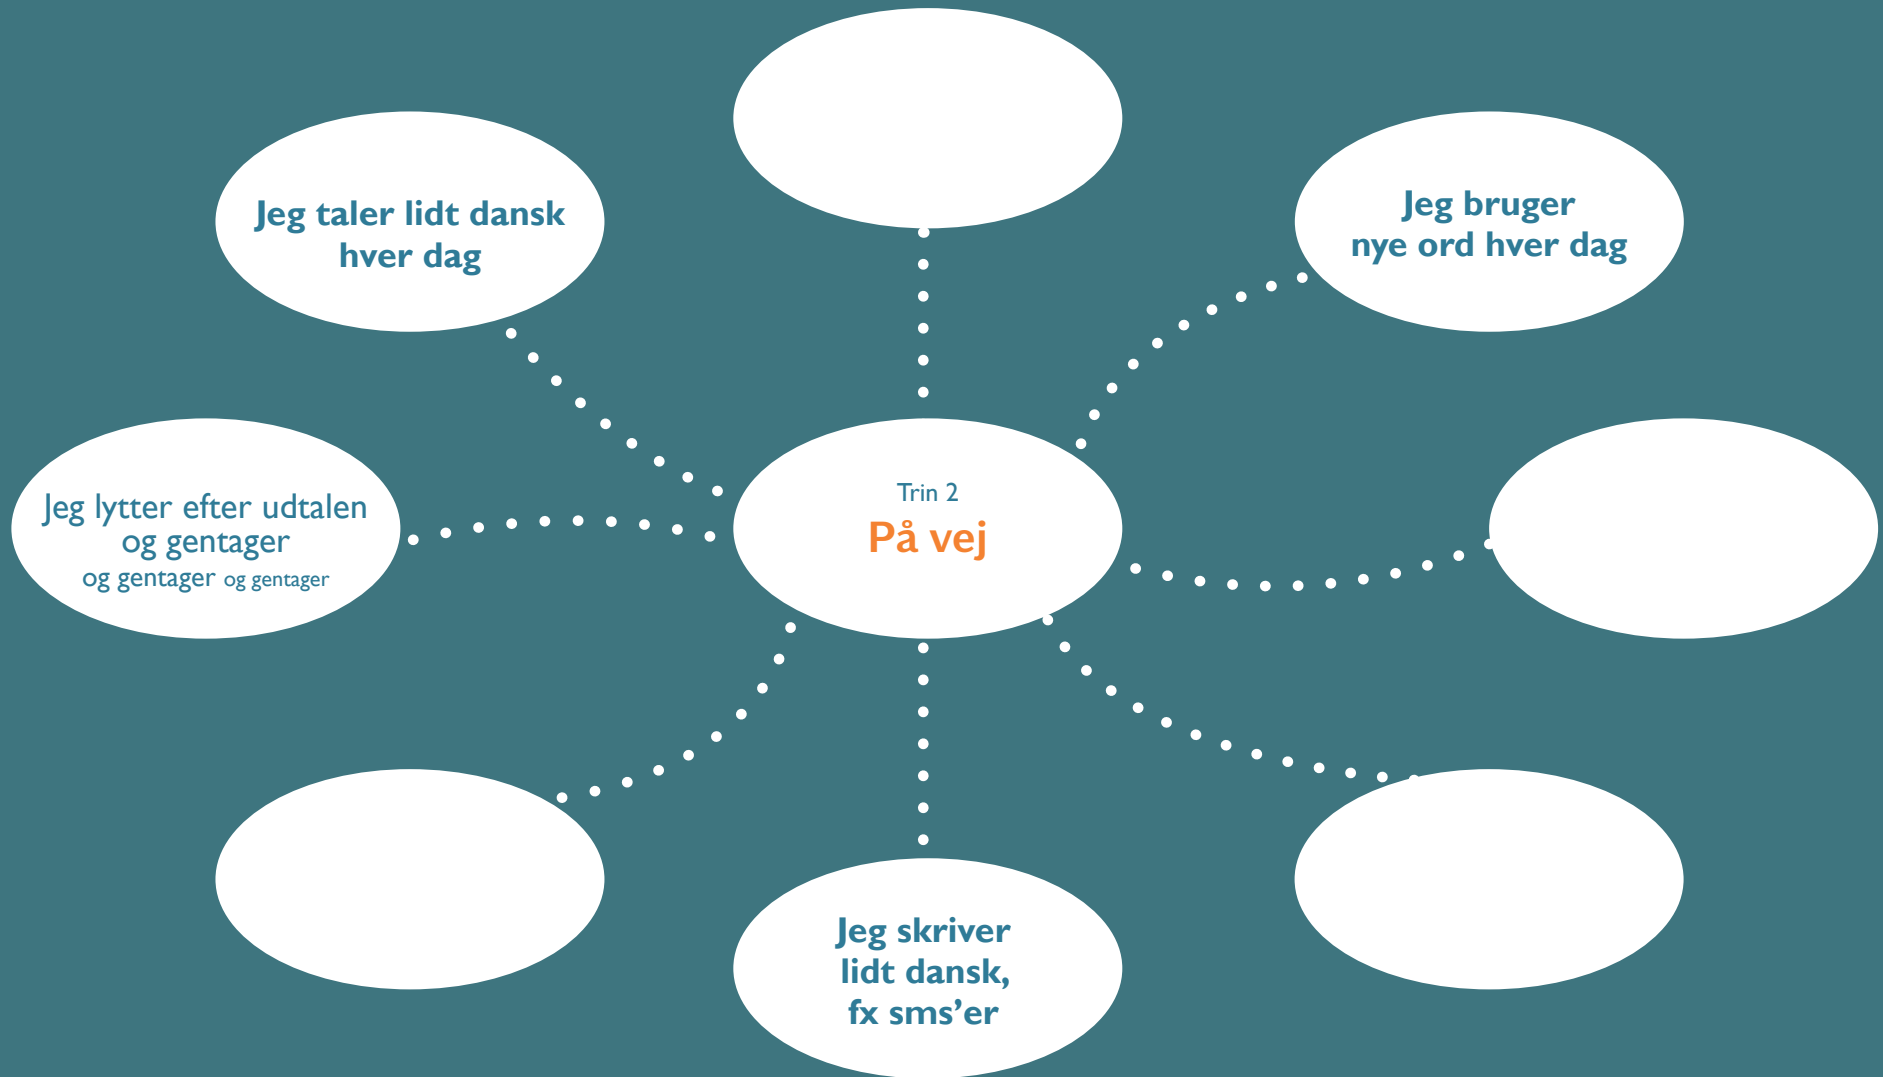 Jeg taler lidt dansk
hver dag
Jeg bruger
nye ord hver dag
Jeg lytter efter udtalen
og gentager
og gentager og gentager
Trin 2
På vej
Jeg skriver
lidt dansk,
fx sms’er